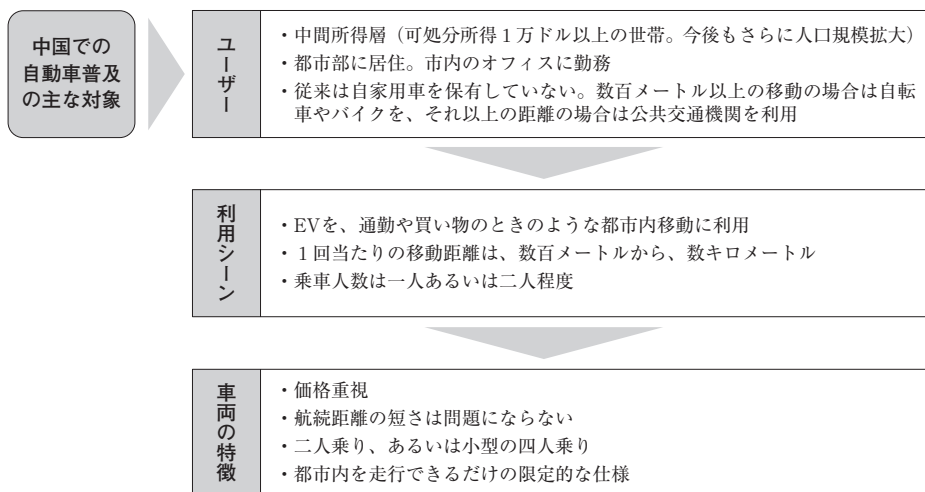 中国での
自動車普及
の主な対象
ユーザー
・中間所得層（可処分所得１万ドル以上の世帯。今後もさらに人口規模拡大）
・都市部に居住。市内のオフィスに勤務
・従来は自家用車を保有していない。数百メートル以上の移動の場合は自転
車やバイクを、それ以上の距離の場合は公共交通機関を利用
利用シーン
・EVを、通勤や買い物のときのような都市内移動に利用
・１回当たりの移動距離は、数百メートルから、数キロメートル
・乗車人数は一人あるいは二人程度
車両の特徴
・価格重視
・航続距離の短さは問題にならない
・二人乗り、あるいは小型の四人乗り
・都市内を走行できるだけの限定的な仕様